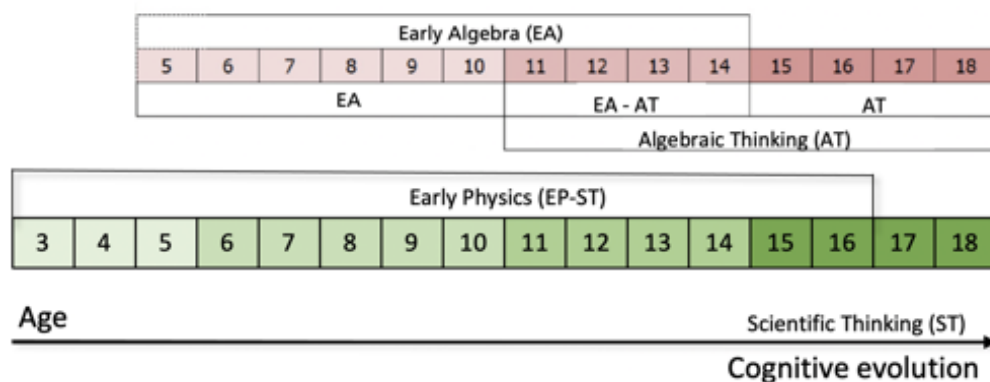 Early Algebra (EA)
5 6 7 8 9 10 11 12 13 14 15 16 17 18
EA EA - AT AT
Algebraic Thinking (AT)
Early Physics (EP-ST)
3 4 5 6 7 8 9 10 11 12 13 14 15 16 17 18
Age
Scientific Thinking (ST)
Cognitive evolution